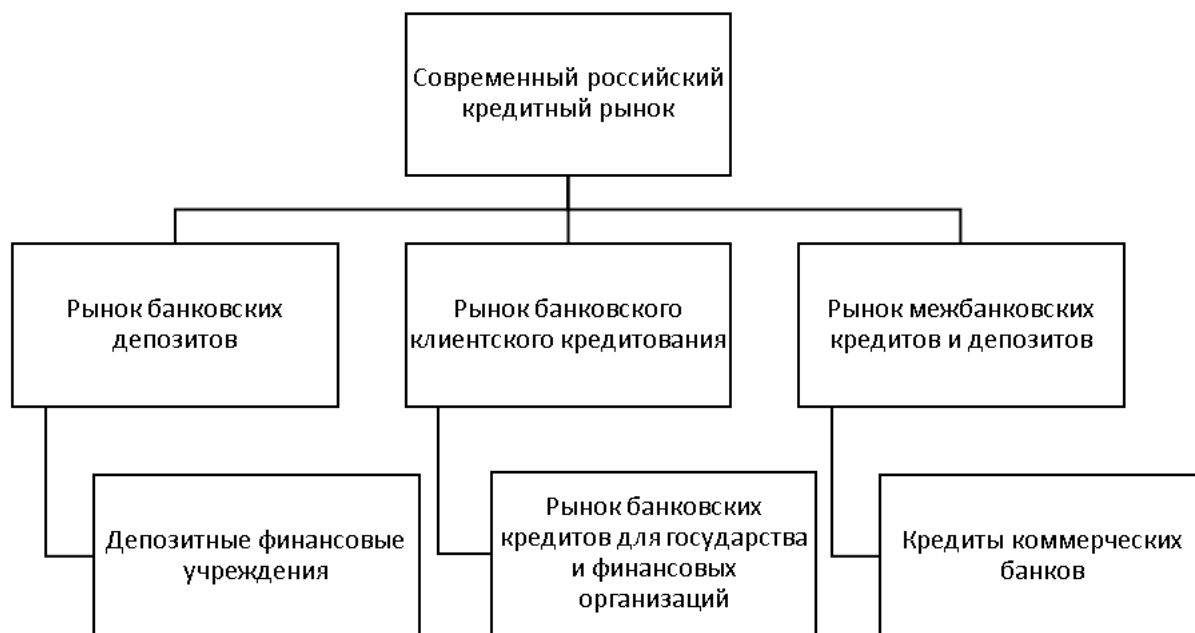 Современный российский
кредитный рынок
Рынок банковских
депозитов
Рынок банковского
клиентского кредитования
Рынок межбанковских
кредитов и депозитов
Депозитные финансовые
учреждения
Рынок банковских
кредитов для государства
и финансовых
организаций
Кредиты коммерческих
банков